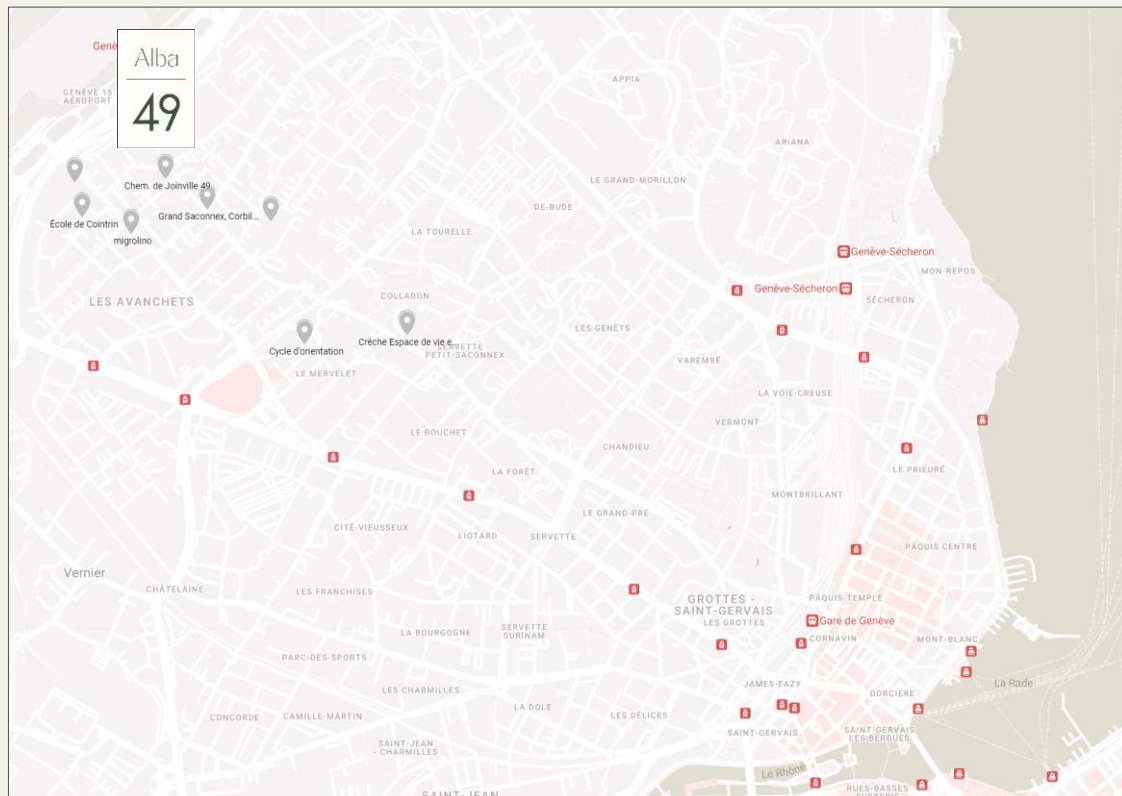 Genè
Alba
49
GENÈVE 15
AÉROPORT
APPIA
ARIANA
LE GRAND-MORILLON
DE-BUDE
Chem. de Joinville 49
Grand Saconnex, Corbil...
École de Cointrin
migrolino
LA TOURELLE
Genève-Sécheron
MON-REPOS
Genève-Sécheron
SÉCHERON
LES AVANCHETS
COLLADON
LES GENÊTS
Cycle d'orientation
Crèche Espace de vie e...
SERVETTE -
PETIT-SACONNEX
VAREMBÉ
LE MERVELET
LA VOIE-CREUSE
VERMONT
LE BOUCHET
CHANDIEU
LA FORÊT
LE PRIEURÉ
MONTBRILLANT
LE GRAND-PRE
CITÉ-VIEUSSEUX
LIOTARD
SERVETTE
PÂQUIS CENTRE
Vernier
CHÂTELAINE
LES FRANCHISES
GROTTES -
SAINT-GERVAIS
LES GROTTES
PÂQUIS-TEMPLE
Gare de Genève
CORNAVIN
MONT-BLANC
LA BOURGOGNE
SERVETTE
SURINAM
PARC-DES-SPORTS
LES CHARMILLES
JAMES-FAZY
La Rade
DORCIERE
LA DOLE
LES DÉLICES
CONCORDE
CAMILLE-MARTIN
SAINT-GERVAIS
SAINT-GERVAIS
LES BERGUES
SAINT-JEAN
- CHARMILLES
Le Rhône
SAINT-JEAN
RUES-BASSES